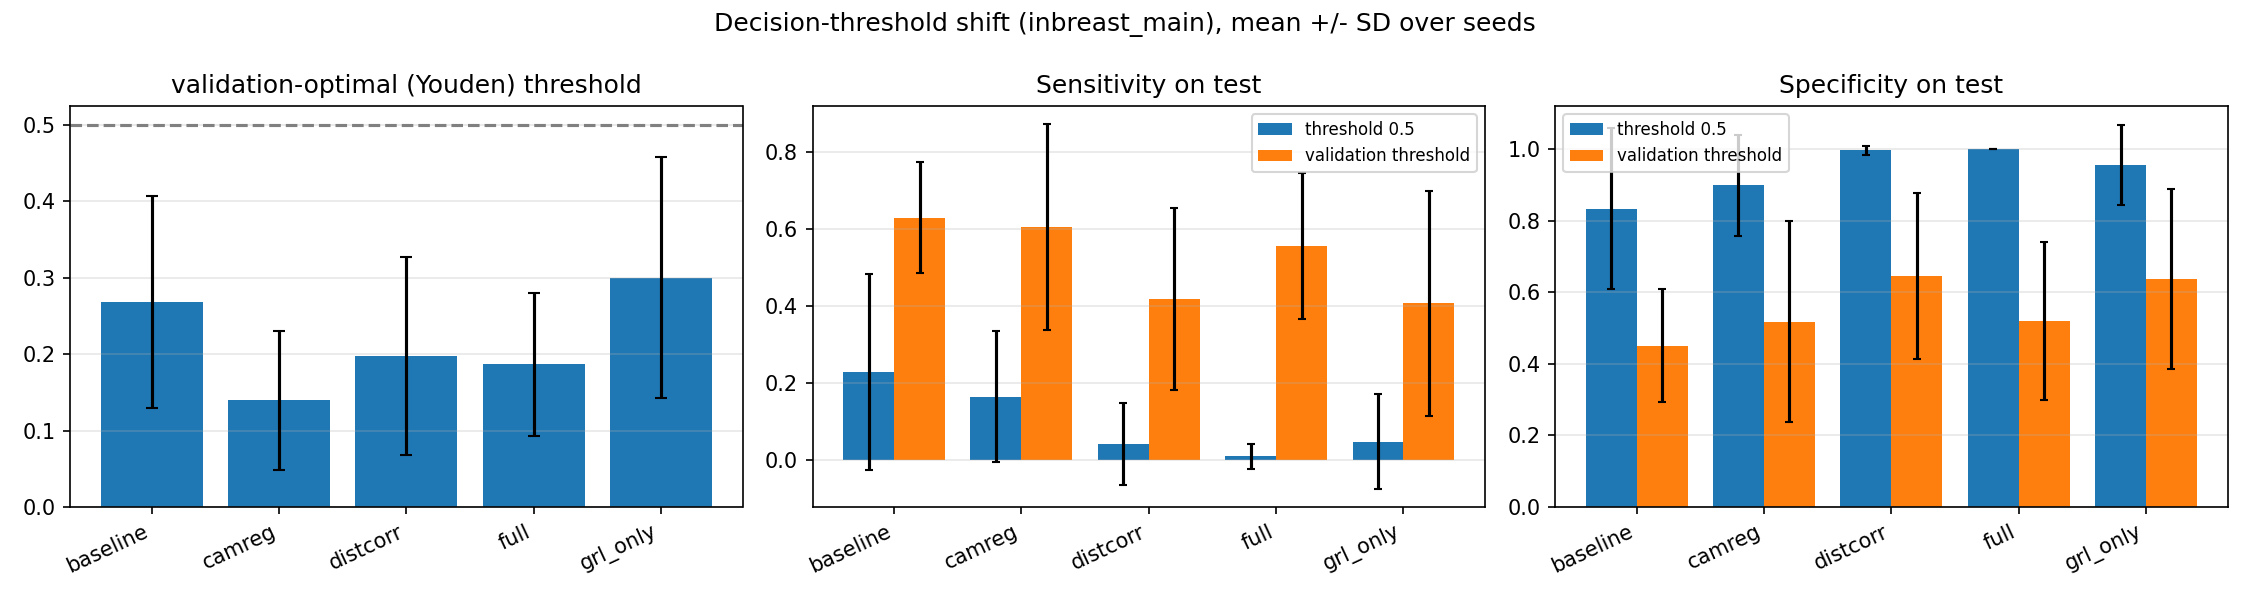 Decision-threshold shift (inbreast_main), mean +/- SD over seeds
validation-optimal (Youden) threshold
0.5
0.4
0.3
0.2
0.1
0.0
baseline
camreg
distcorr
full
grl_only
Sensitivity on test
threshold 0.5
validation threshold
0.8
0.6
0.4
0.2
0.0
baseline
camreg
distcorr
full
grl_only
Specificity on test
threshold 0.5
validation threshold
1.0
0.8
0.6
0.4
0.2
0.0
baseline
camreg
distcorr
full
grl_only